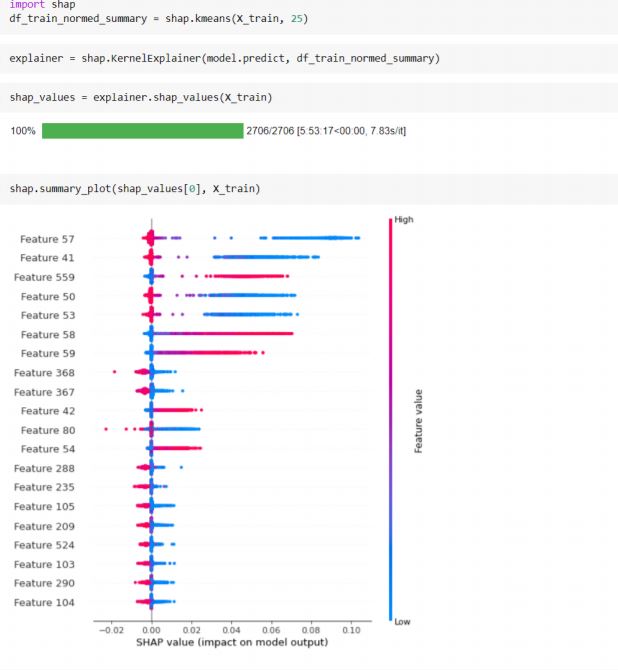 import shap
df_train_normed_summary = shap.kmeans(X_train, 25)
explainer = shap.KernelExplainer(model.predict, df_train_normed_summary)
shap_values = explainer.shap_values(X_train)
100% 2706/2706 [5:53:17<00:00, 7.83s/it]
shap.summary_plot(shap_values[0], X_train)
High
Feature 57
Feature 41
Feature 559
Feature 50
Feature 53
Feature 58
Feature 59
Feature 368
Feature 367
Feature 42
Feature 80
Feature 54
Feature 288
Feature 235
Feature 105
Feature 209
Feature 524
Feature 103
Feature 290
Feature 104
Feature value
Low
−0.02 0.00 0.02 0.04 0.06 0.08 0.10
SHAP value (impact on model output)